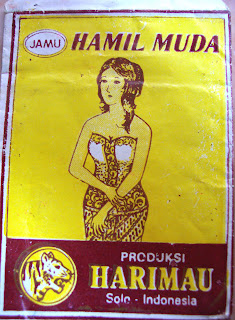 JAMU HAMIL MUDA
PRODUKSI
HARIMAU
Solo - Indonesia